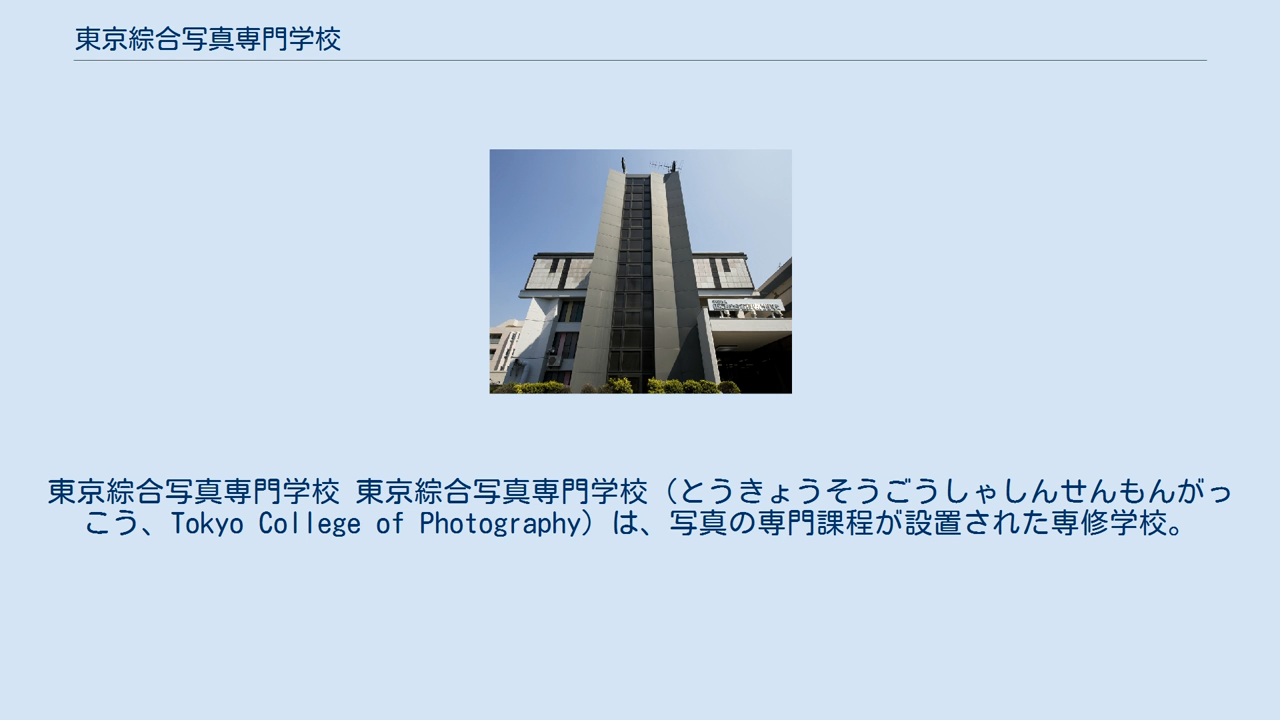 東京綜合写真専門学校
東京綜合写真専門学校 東京綜合写真専門学校（とうきょうそうごうしゃしんせんもんがっ
こう、Tokyo College of Photography）は、写真の専門課程が設置された専修学校。